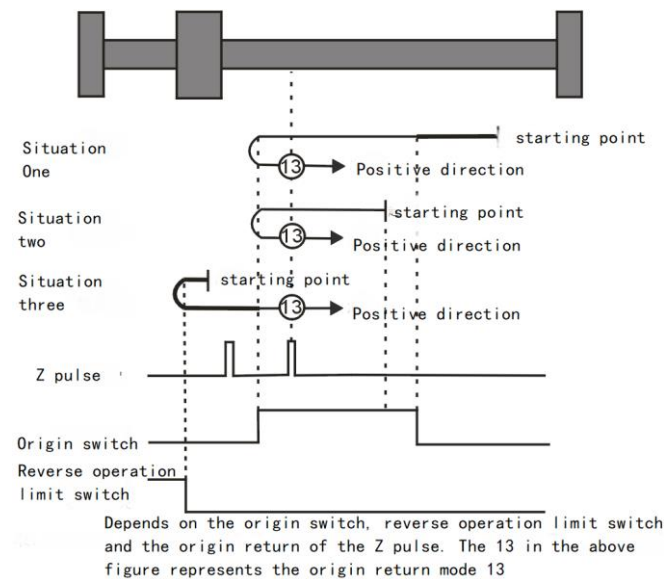 Situation
One
starting point
13
Positive direction
Situation
two
starting point
13
Positive direction
Situation
three
starting point
13
Positive direction
Z pulse
Origin switch
Reverse operation
limit switch
Depends on the origin switch, reverse operation limit switch
and the origin return of the Z pulse. The 13 in the above
figure represents the origin return mode 13